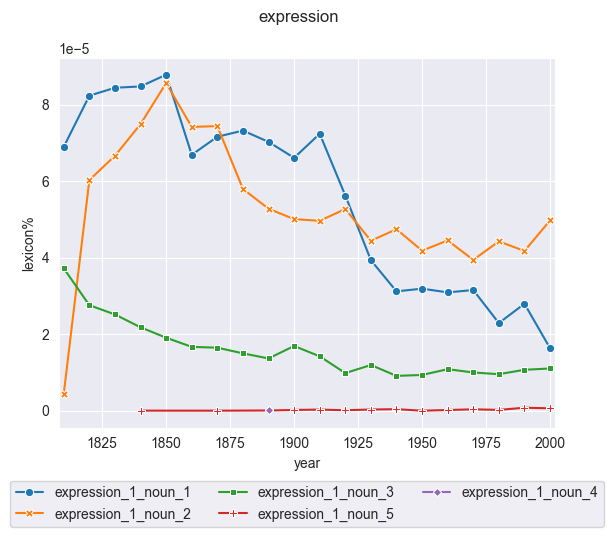 expression
1e−5
8
6
4
2
0
lexicon%
1825 1850 1875 1900 1925 1950 1975 2000
year
expression_1_noun_1 expression_1_noun_3 expression_1_noun_4
expression_1_noun_2 expression_1_noun_5